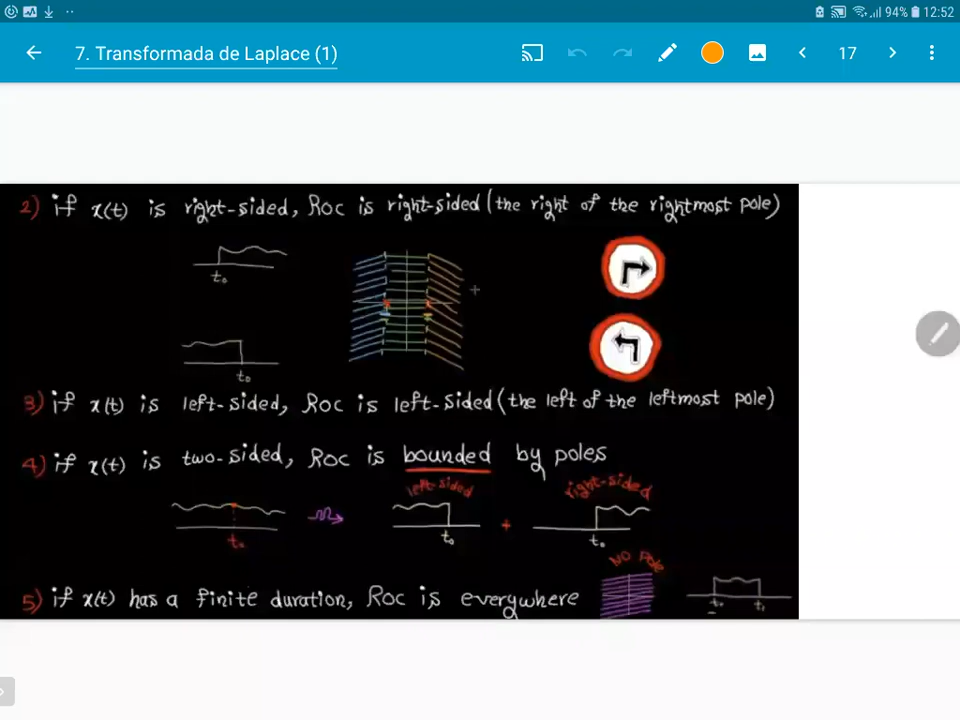 94% 12:52
7. Transformada de Laplace (1)
17
2) if x(t) is right-sided, ROC is right-sided (the right of the rightmost pole)
t₀
t₀
3) if x(t) is left-sided, ROC is left-sided (the left of the leftmost pole)
4) if x(t) is two-sided, ROC is bounded by poles
left-sided right-sided
t₀ + t₀
t₀
NO Pole
5) if x(t) has a finite duration, ROC is everywhere
t₀ t₁